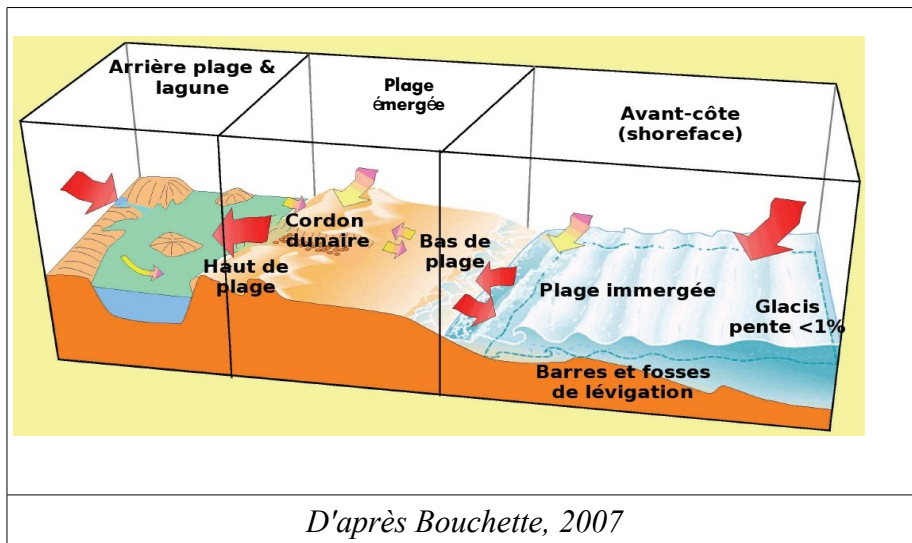 Arrière plage &
lagune
Plage
émergée
Avant-côte
(shoreface)
Cordon
dunaire
Haut de
plage
Bas de
plage
Plage immergée
Glacis
pente <1%
Barres et fosses
de lévigation
D'après Bouchette, 2007